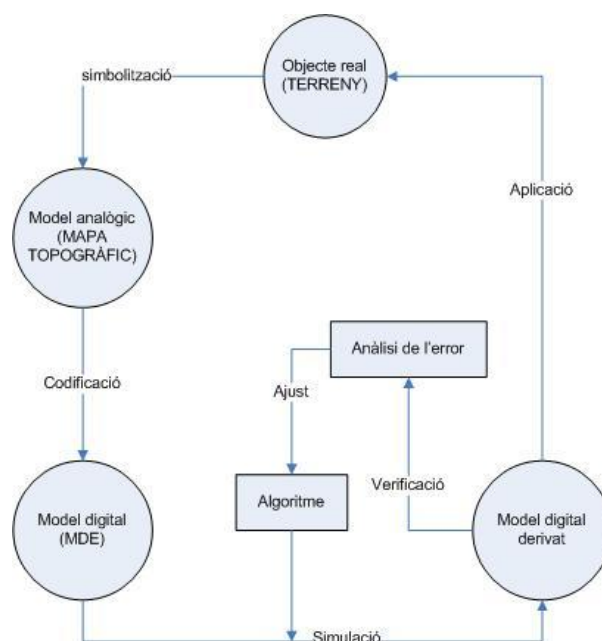 Objecte real
(TERRENY)
simbolització
Model analògic
(MAPA
TOPOGRÀFIC)
Aplicació
Anàlisi de l'error
Codificació
Ajust
Algoritme
Verificació
Model digital
(MDE)
Model digital
derivat
Simulació